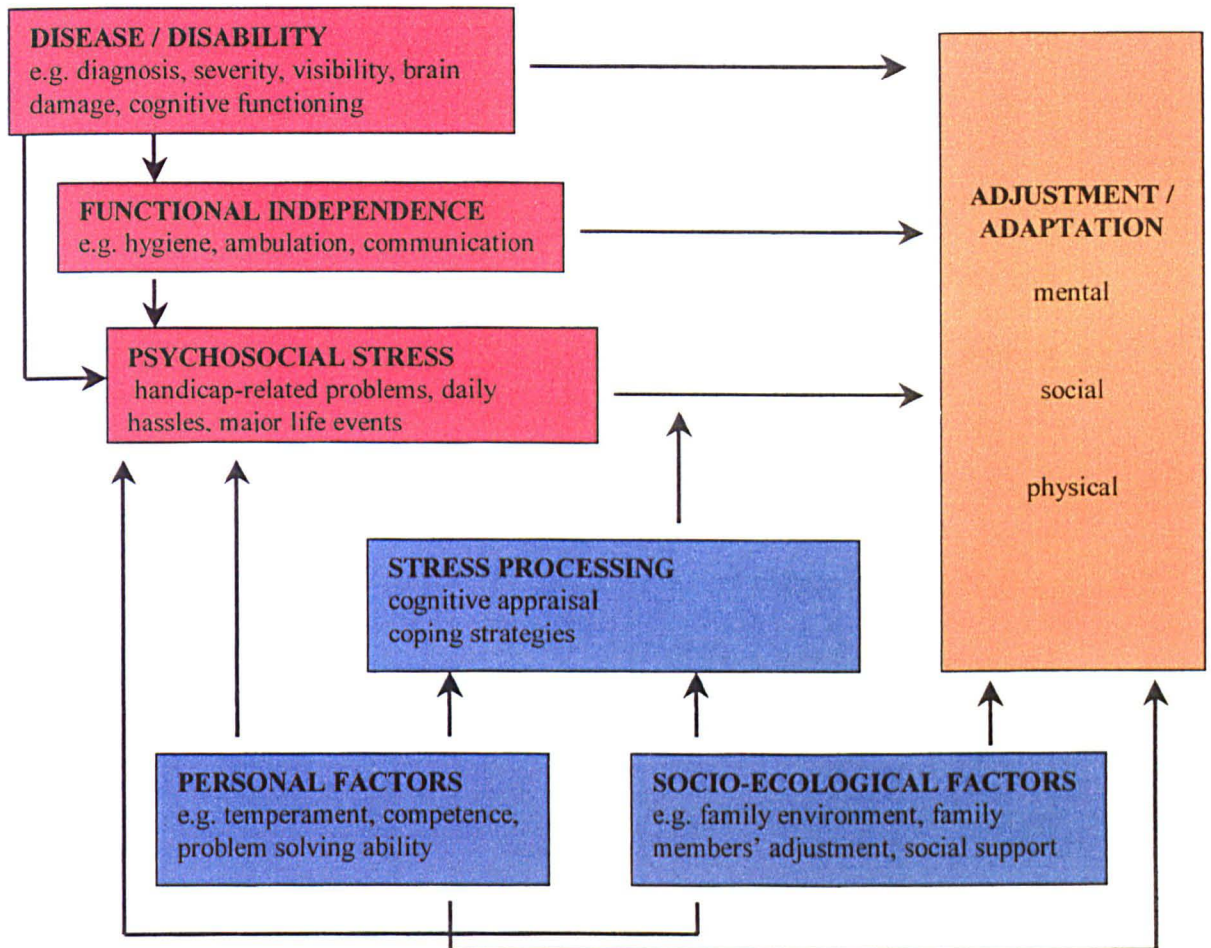 DISEASE / DISABILITY
e.g. diagnosis, severity, visibility, brain
damage, cognitive functioning
FUNCTIONAL INDEPENDENCE
e.g. hygiene, ambulation, communication
PSYCHOSOCIAL STRESS
handicap-related problems, daily
hassles, major life events
ADJUSTMENT /
ADAPTATION
mental
social
physical
STRESS PROCESSING
cognitive appraisal
coping strategies
PERSONAL FACTORS
e.g. temperament, competence,
problem solving ability
SOCIO-ECOLOGICAL FACTORS
e.g. family environment, family
members’ adjustment, social support